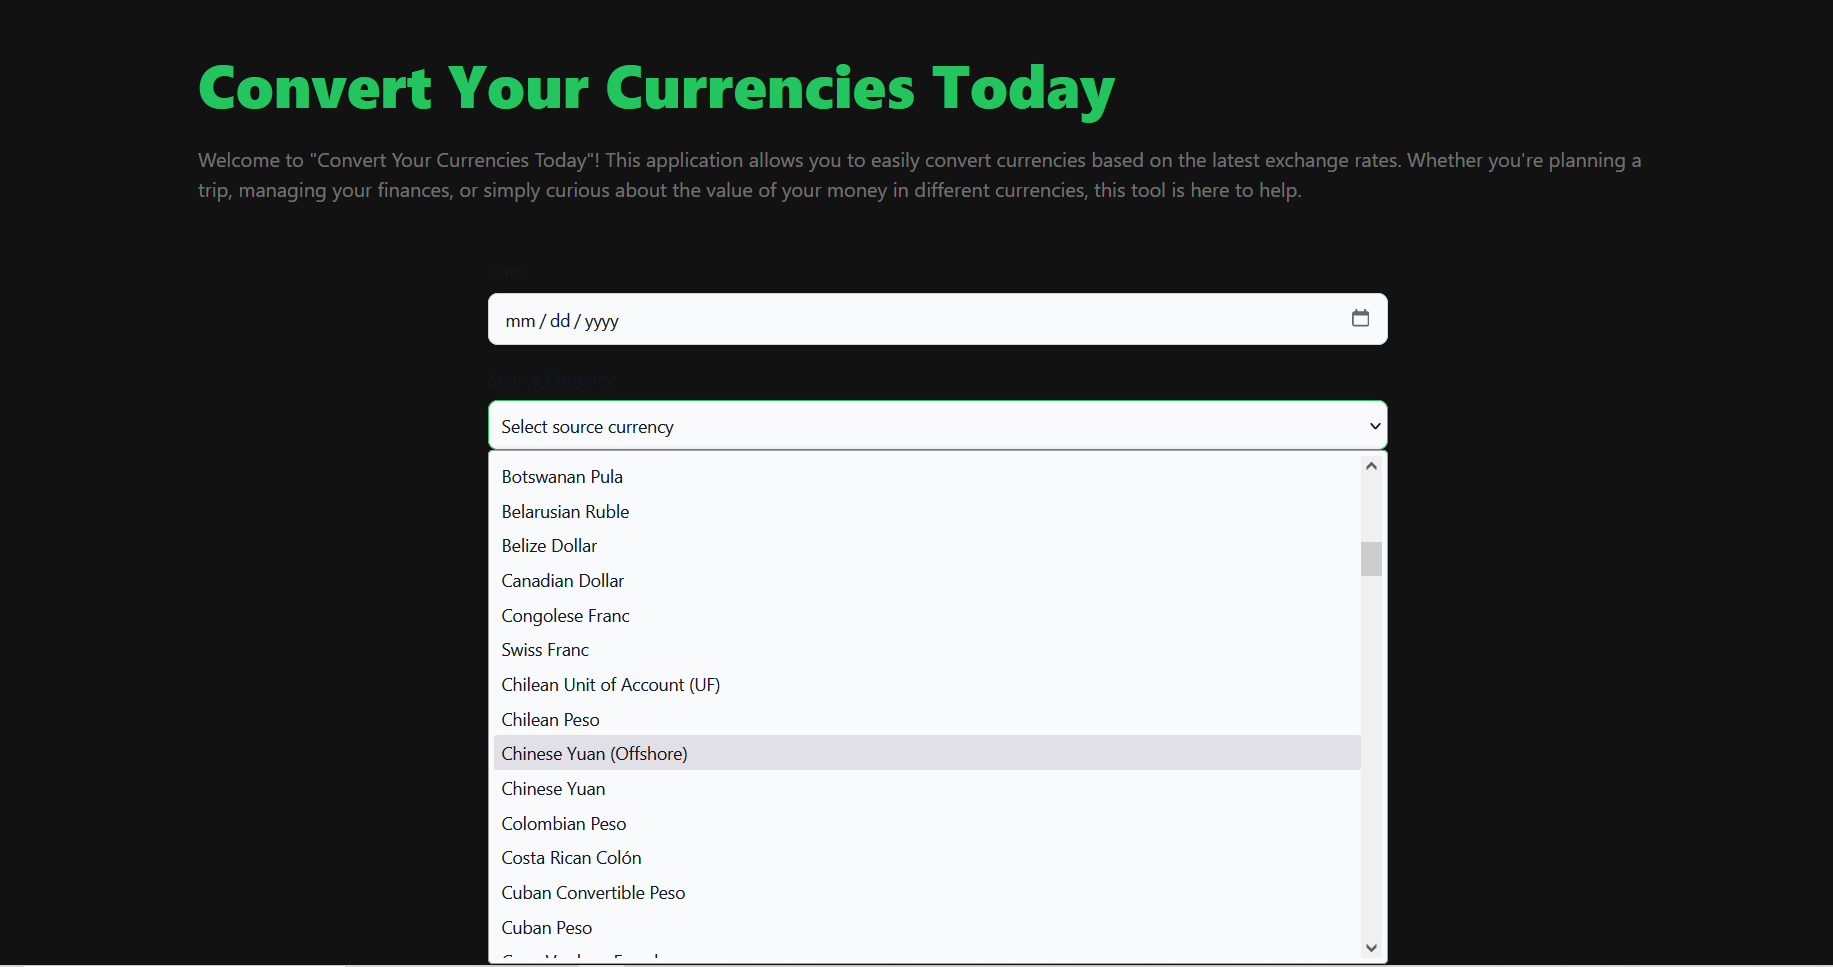 Convert Your Currencies Today
Welcome to "Convert Your Currencies Today"! This application allows you to easily convert currencies based on the latest exchange rates. Whether you're planning a
trip, managing your finances, or simply curious about the value of your money in different currencies, this tool is here to help.
Date
mm / dd / yyyy
Source Currency
Select source currency
Botswanan Pula
Belarusian Ruble
Belize Dollar
Canadian Dollar
Congolese Franc
Swiss Franc
Chilean Unit of Account (UF)
Chilean Peso
Chinese Yuan (Offshore)
Chinese Yuan
Colombian Peso
Costa Rican Colón
Cuban Convertible Peso
Cuban Peso